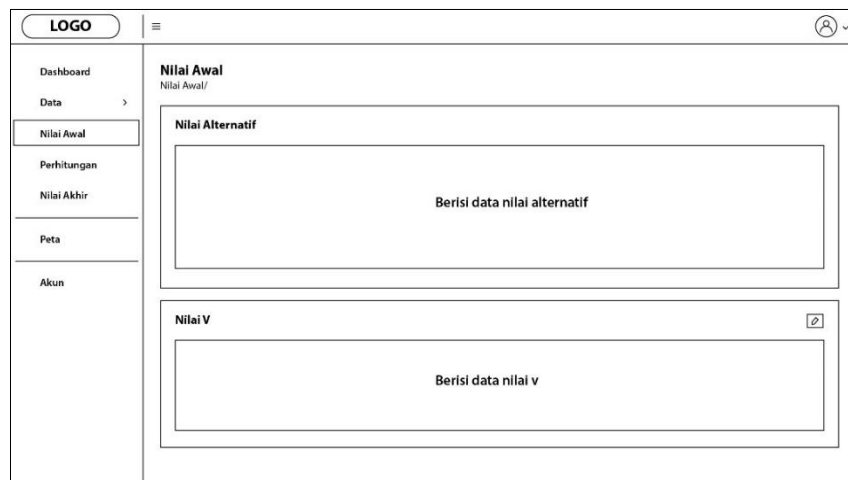 LOGO
Dashboard
Data
Nilai Awal
Perhitungan
Nilai Akhir
Peta
Akun
Nilai Awal
Nilai Awal/
Nilai Alternatif
Berisi data nilai alternatif
Nilai V
Berisi data nilai v